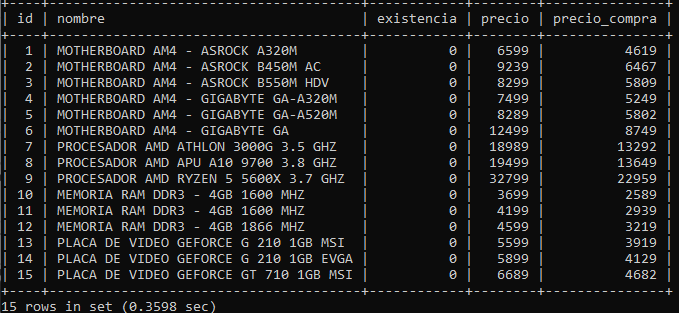 +----+------------------------------------+------------+--------+---------------+
| id | nombre                             | existencia | precio | precio_compra |
+----+------------------------------------+------------+--------+---------------+
|  1 | MOTHERBOARD AM4 - ASROCK A320M     |          0 |   6599 |          4619 |
|  2 | MOTHERBOARD AM4 - ASROCK B450M AC  |          0 |   9239 |          6467 |
|  3 | MOTHERBOARD AM4 - ASROCK B550M HDV |          0 |   8299 |          5809 |
|  4 | MOTHERBOARD AM4 - GIGABYTE GA-A320M |          0 |   7499 |          5249 |
|  5 | MOTHERBOARD AM4 - GIGABYTE GA-A520M |          0 |   8289 |          5802 |
|  6 | MOTHERBOARD AM4 - GIGABYTE GA      |          0 |  12499 |          8749 |
|  7 | PROCESADOR AMD ATHLON 3000G 3.5 GHZ |          0 |  18989 |         13292 |
|  8 | PROCESADOR AMD APU A10 9700 3.8 GHZ |          0 |  19499 |         13649 |
|  9 | PROCESADOR AMD RYZEN 5 5600X 3.7 GHZ |          0 |  32799 |         22959 |
| 10 | MEMORIA RAM DDR3 - 4GB 1600 MHZ    |          0 |   3699 |          2589 |
| 11 | MEMORIA RAM DDR3 - 4GB 1600 MHZ    |          0 |   4199 |          2939 |
| 12 | MEMORIA RAM DDR3 - 4GB 1866 MHZ    |          0 |   4599 |          3219 |
| 13 | PLACA DE VIDEO GEFORCE G 210 1GB MSI |          0 |   5599 |          3919 |
| 14 | PLACA DE VIDEO GEFORCE G 210 1GB EVGA |          0 |   5899 |          4129 |
| 15 | PLACA DE VIDEO GEFORCE GT 710 1GB MSI |          0 |   6689 |          4682 |
+----+------------------------------------+------------+--------+---------------+
15 rows in set (0.3598 sec)